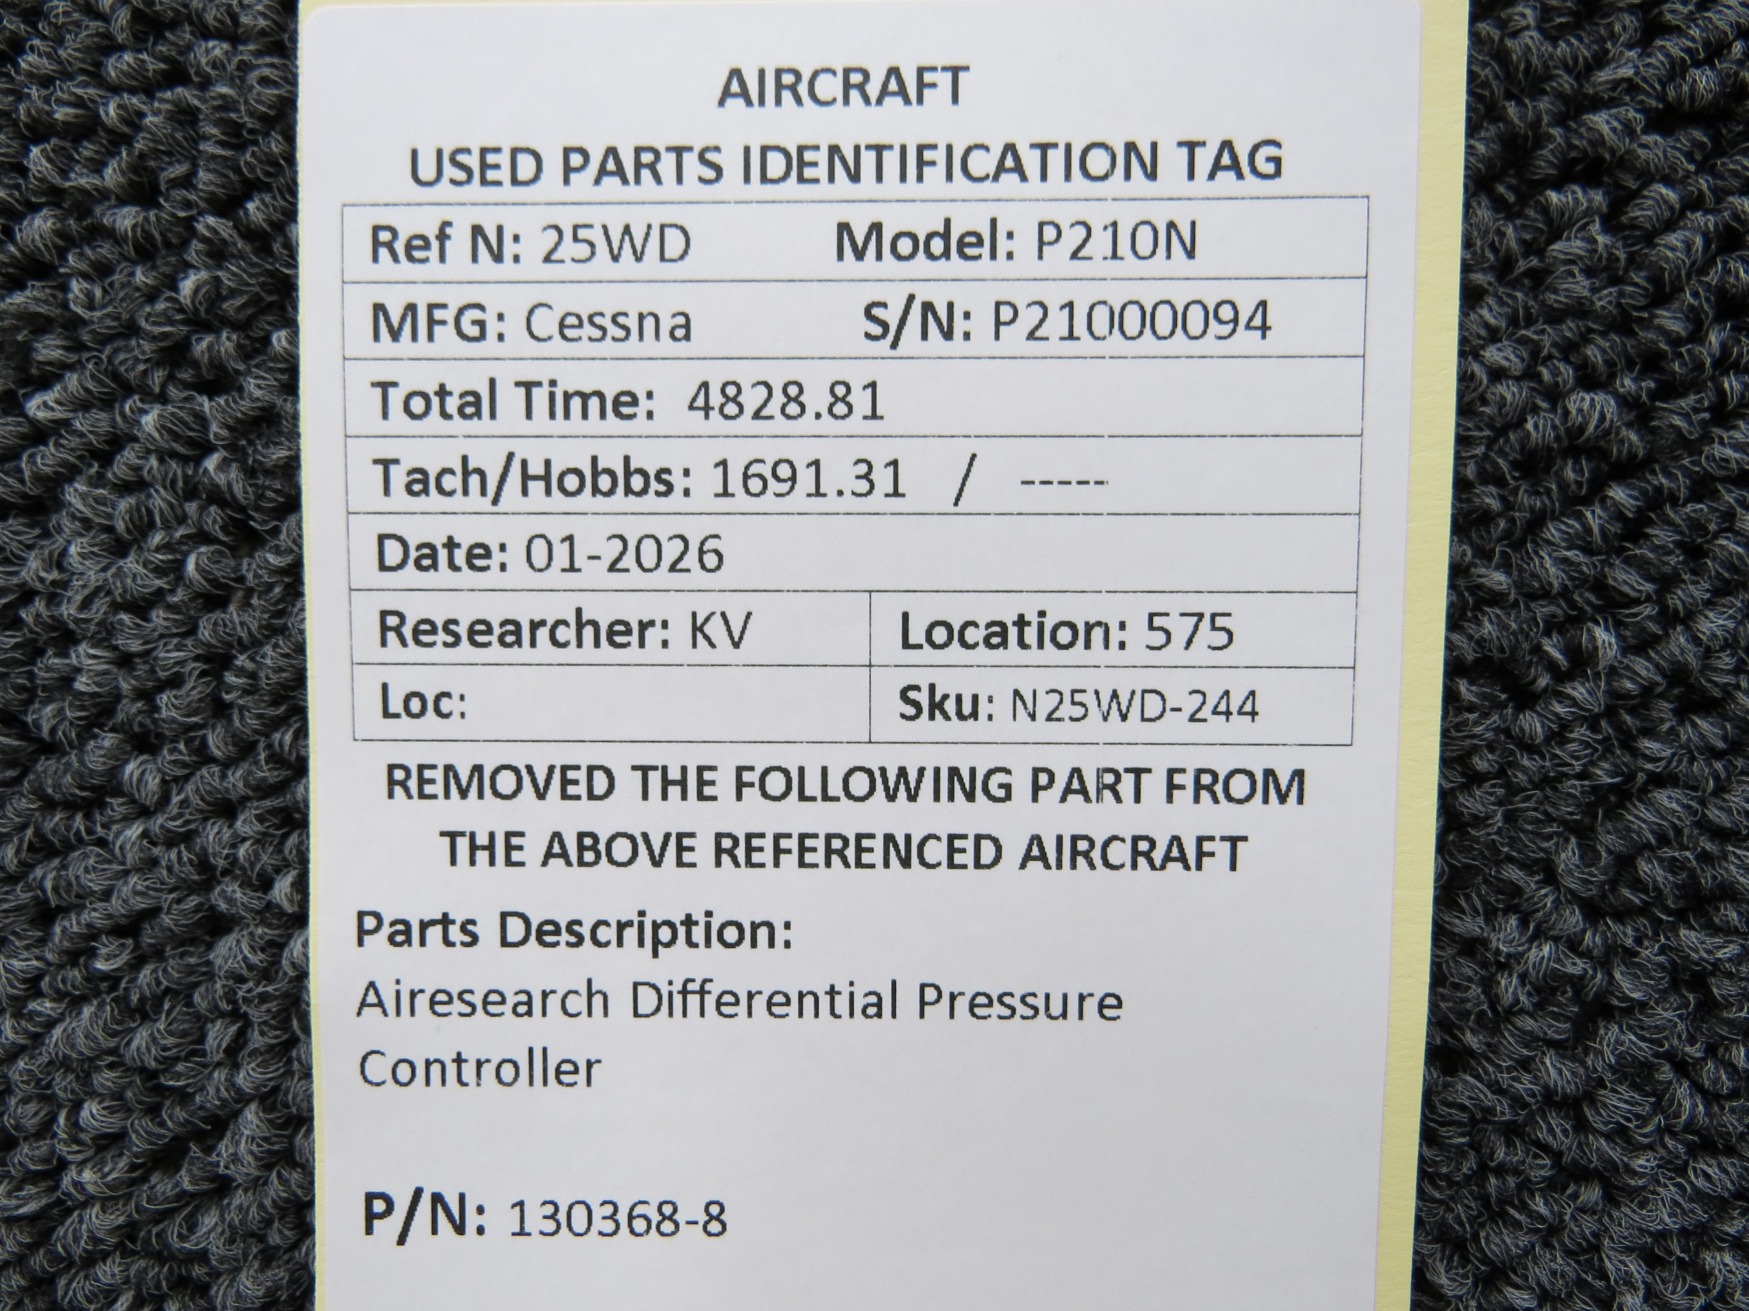 AIRCRAFT
USED PARTS IDENTIFICATION TAG
Ref N: 25WD Model: P210N
MFG: Cessna S/N: P21000094
Total Time: 4828.81
Tach/Hobbs: 1691.31 / -----
Date: 01-2026
Researcher: KV Location: 575
Loc: Sku: N25WD-244
REMOVED THE FOLLOWING PART FROM
THE ABOVE REFERENCED AIRCRAFT
Parts Description:
Airesearch Differential Pressure
Controller
P/N: 130368-8